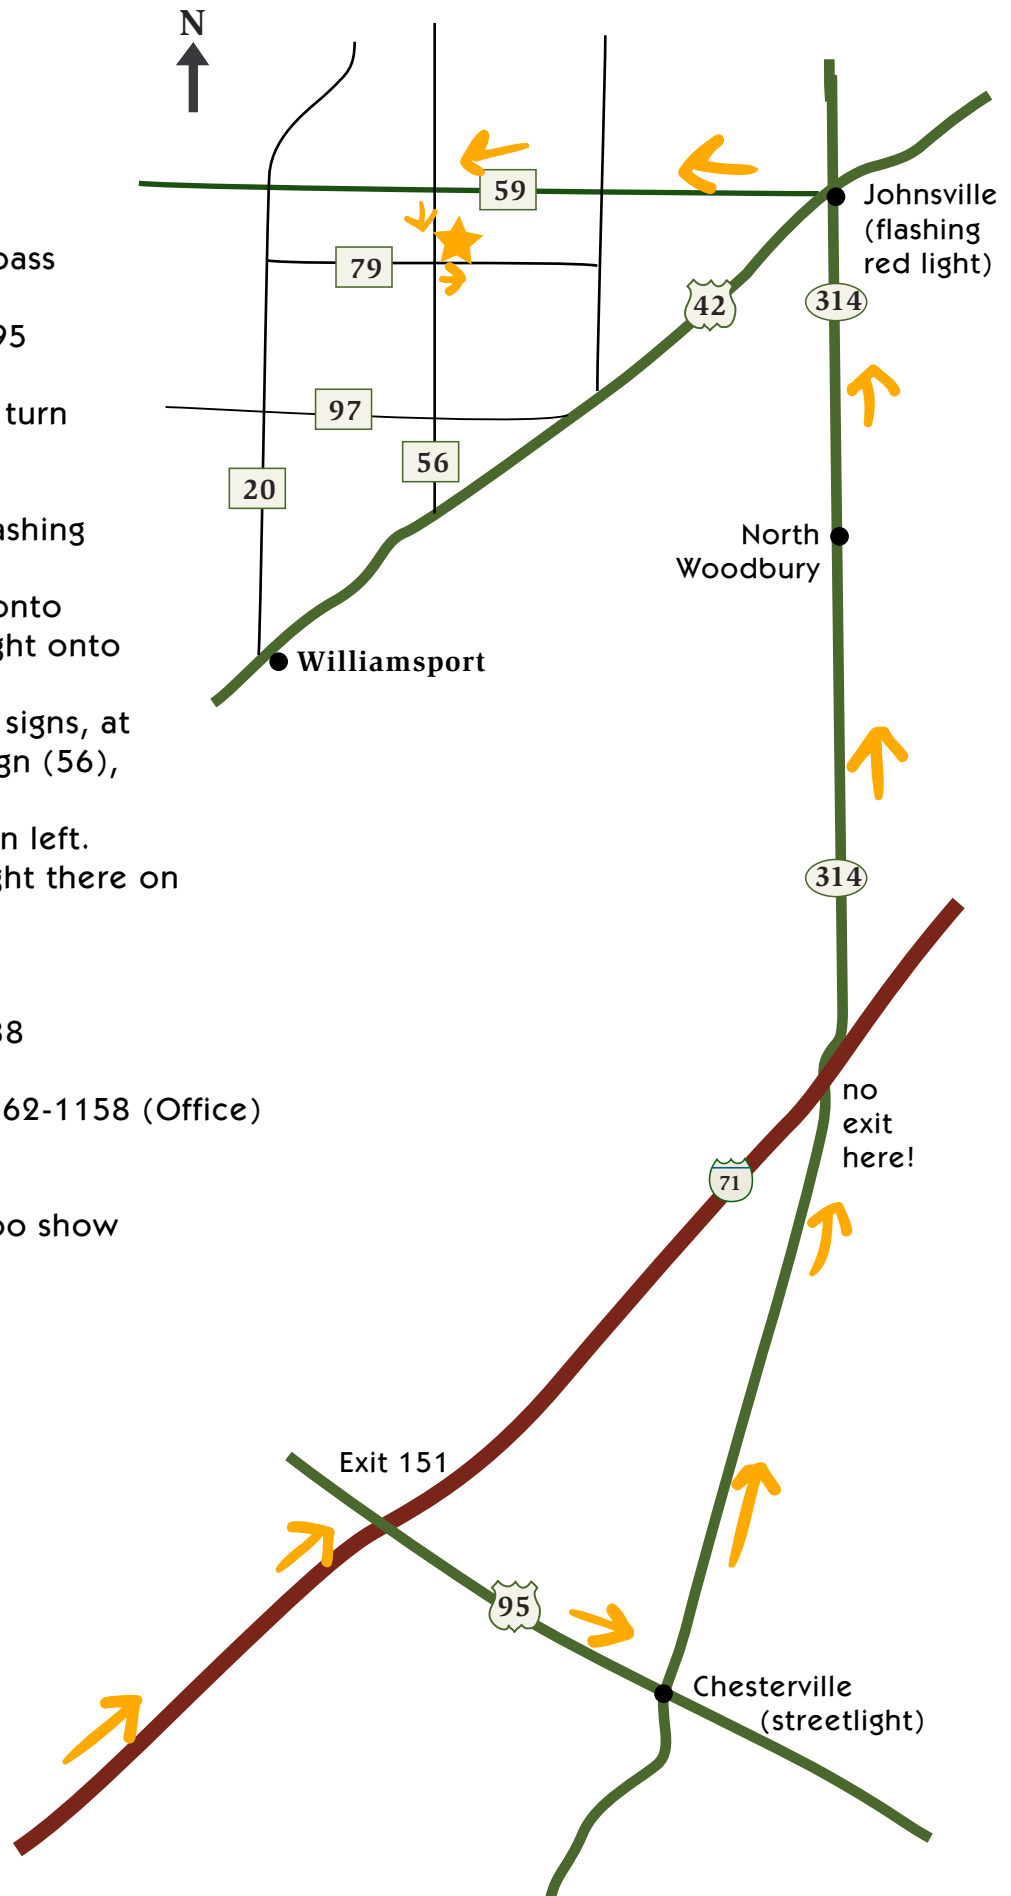 N
59
Johnsville
(flashing
red light)
pass
79
314
42
95
turn
97
56
20
ashing
North
Woodbury
onto
ght onto
Williamsport
signs, at
gn (56),
n left.
ght there on
314
38
no
exit
here!
62-1158 (Office)
71
oo show
Exit 151
95
Chesterville
(streetlight)